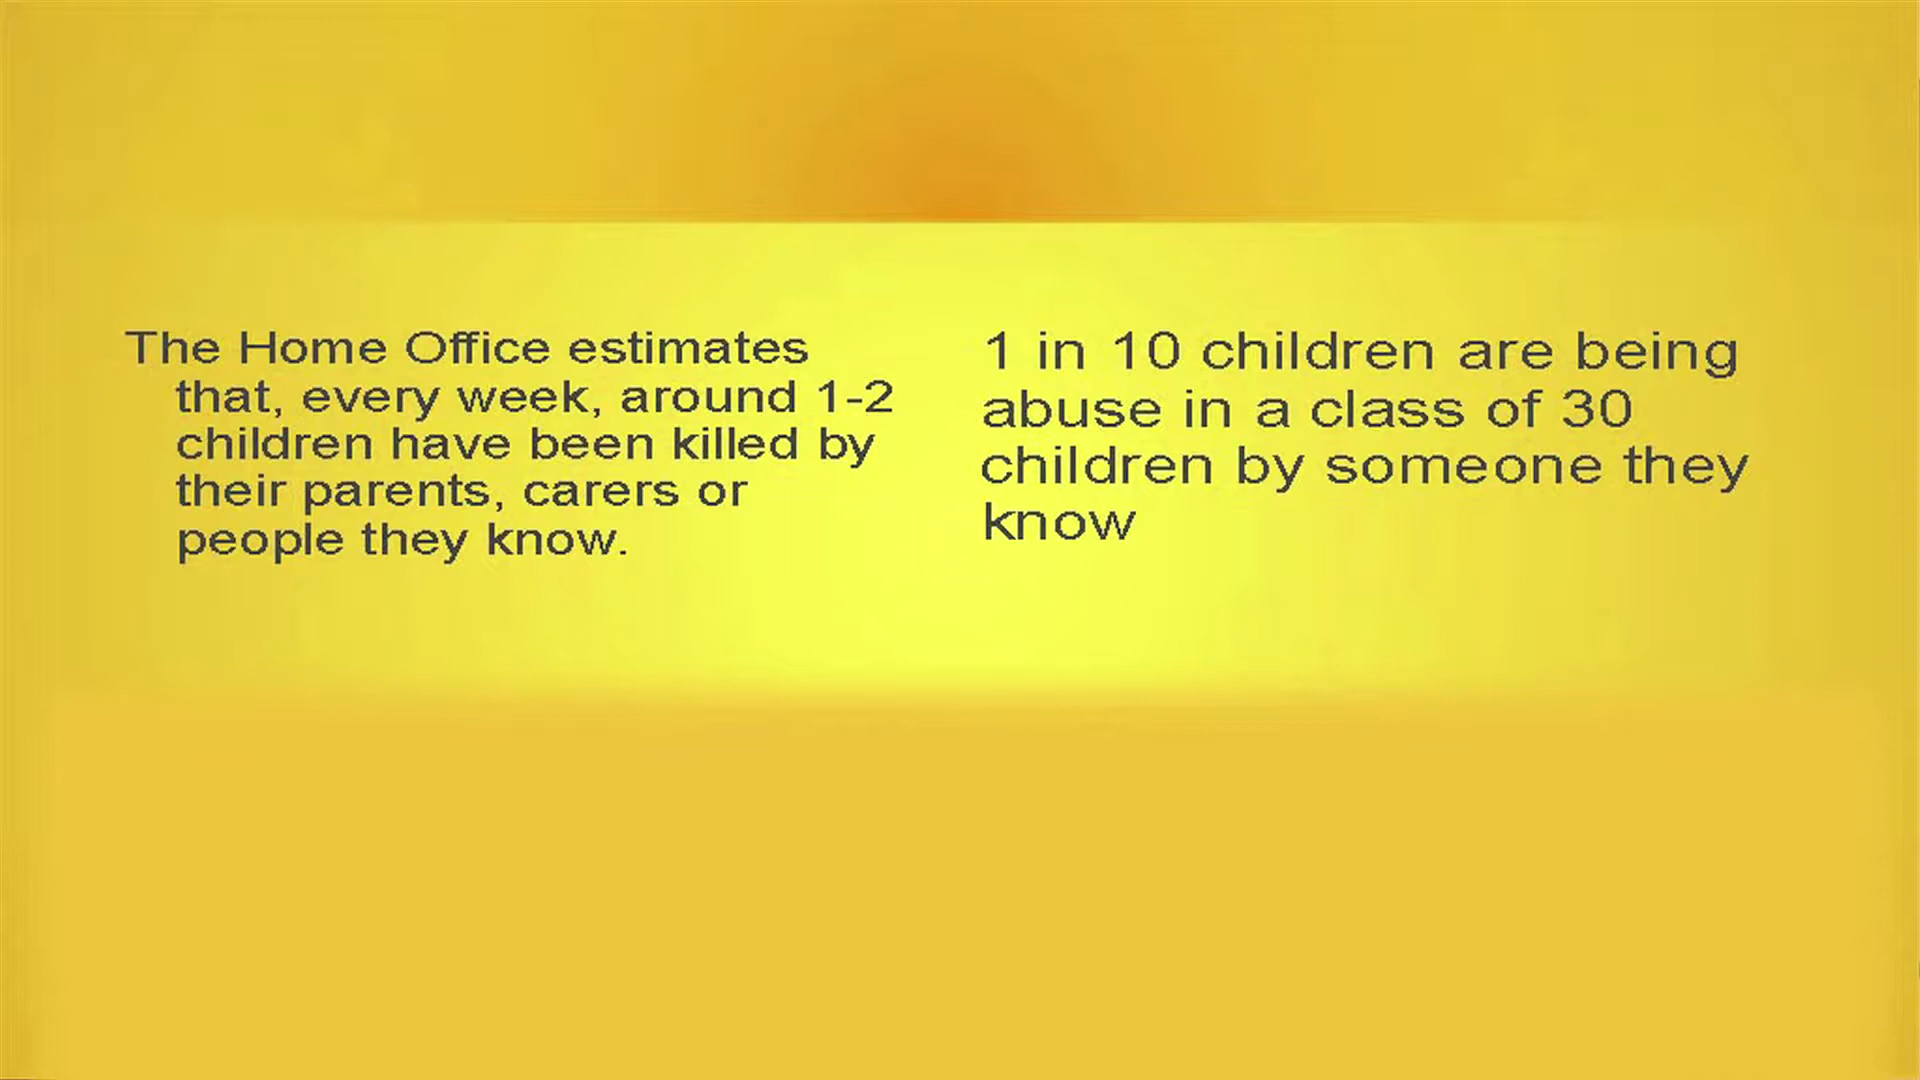 The Home Office estimates
that, every week, around 1-2
children have been killed by
their parents, carers or
people they know.
1 in 10 children are being
abuse in a class of 30
children by someone they
know